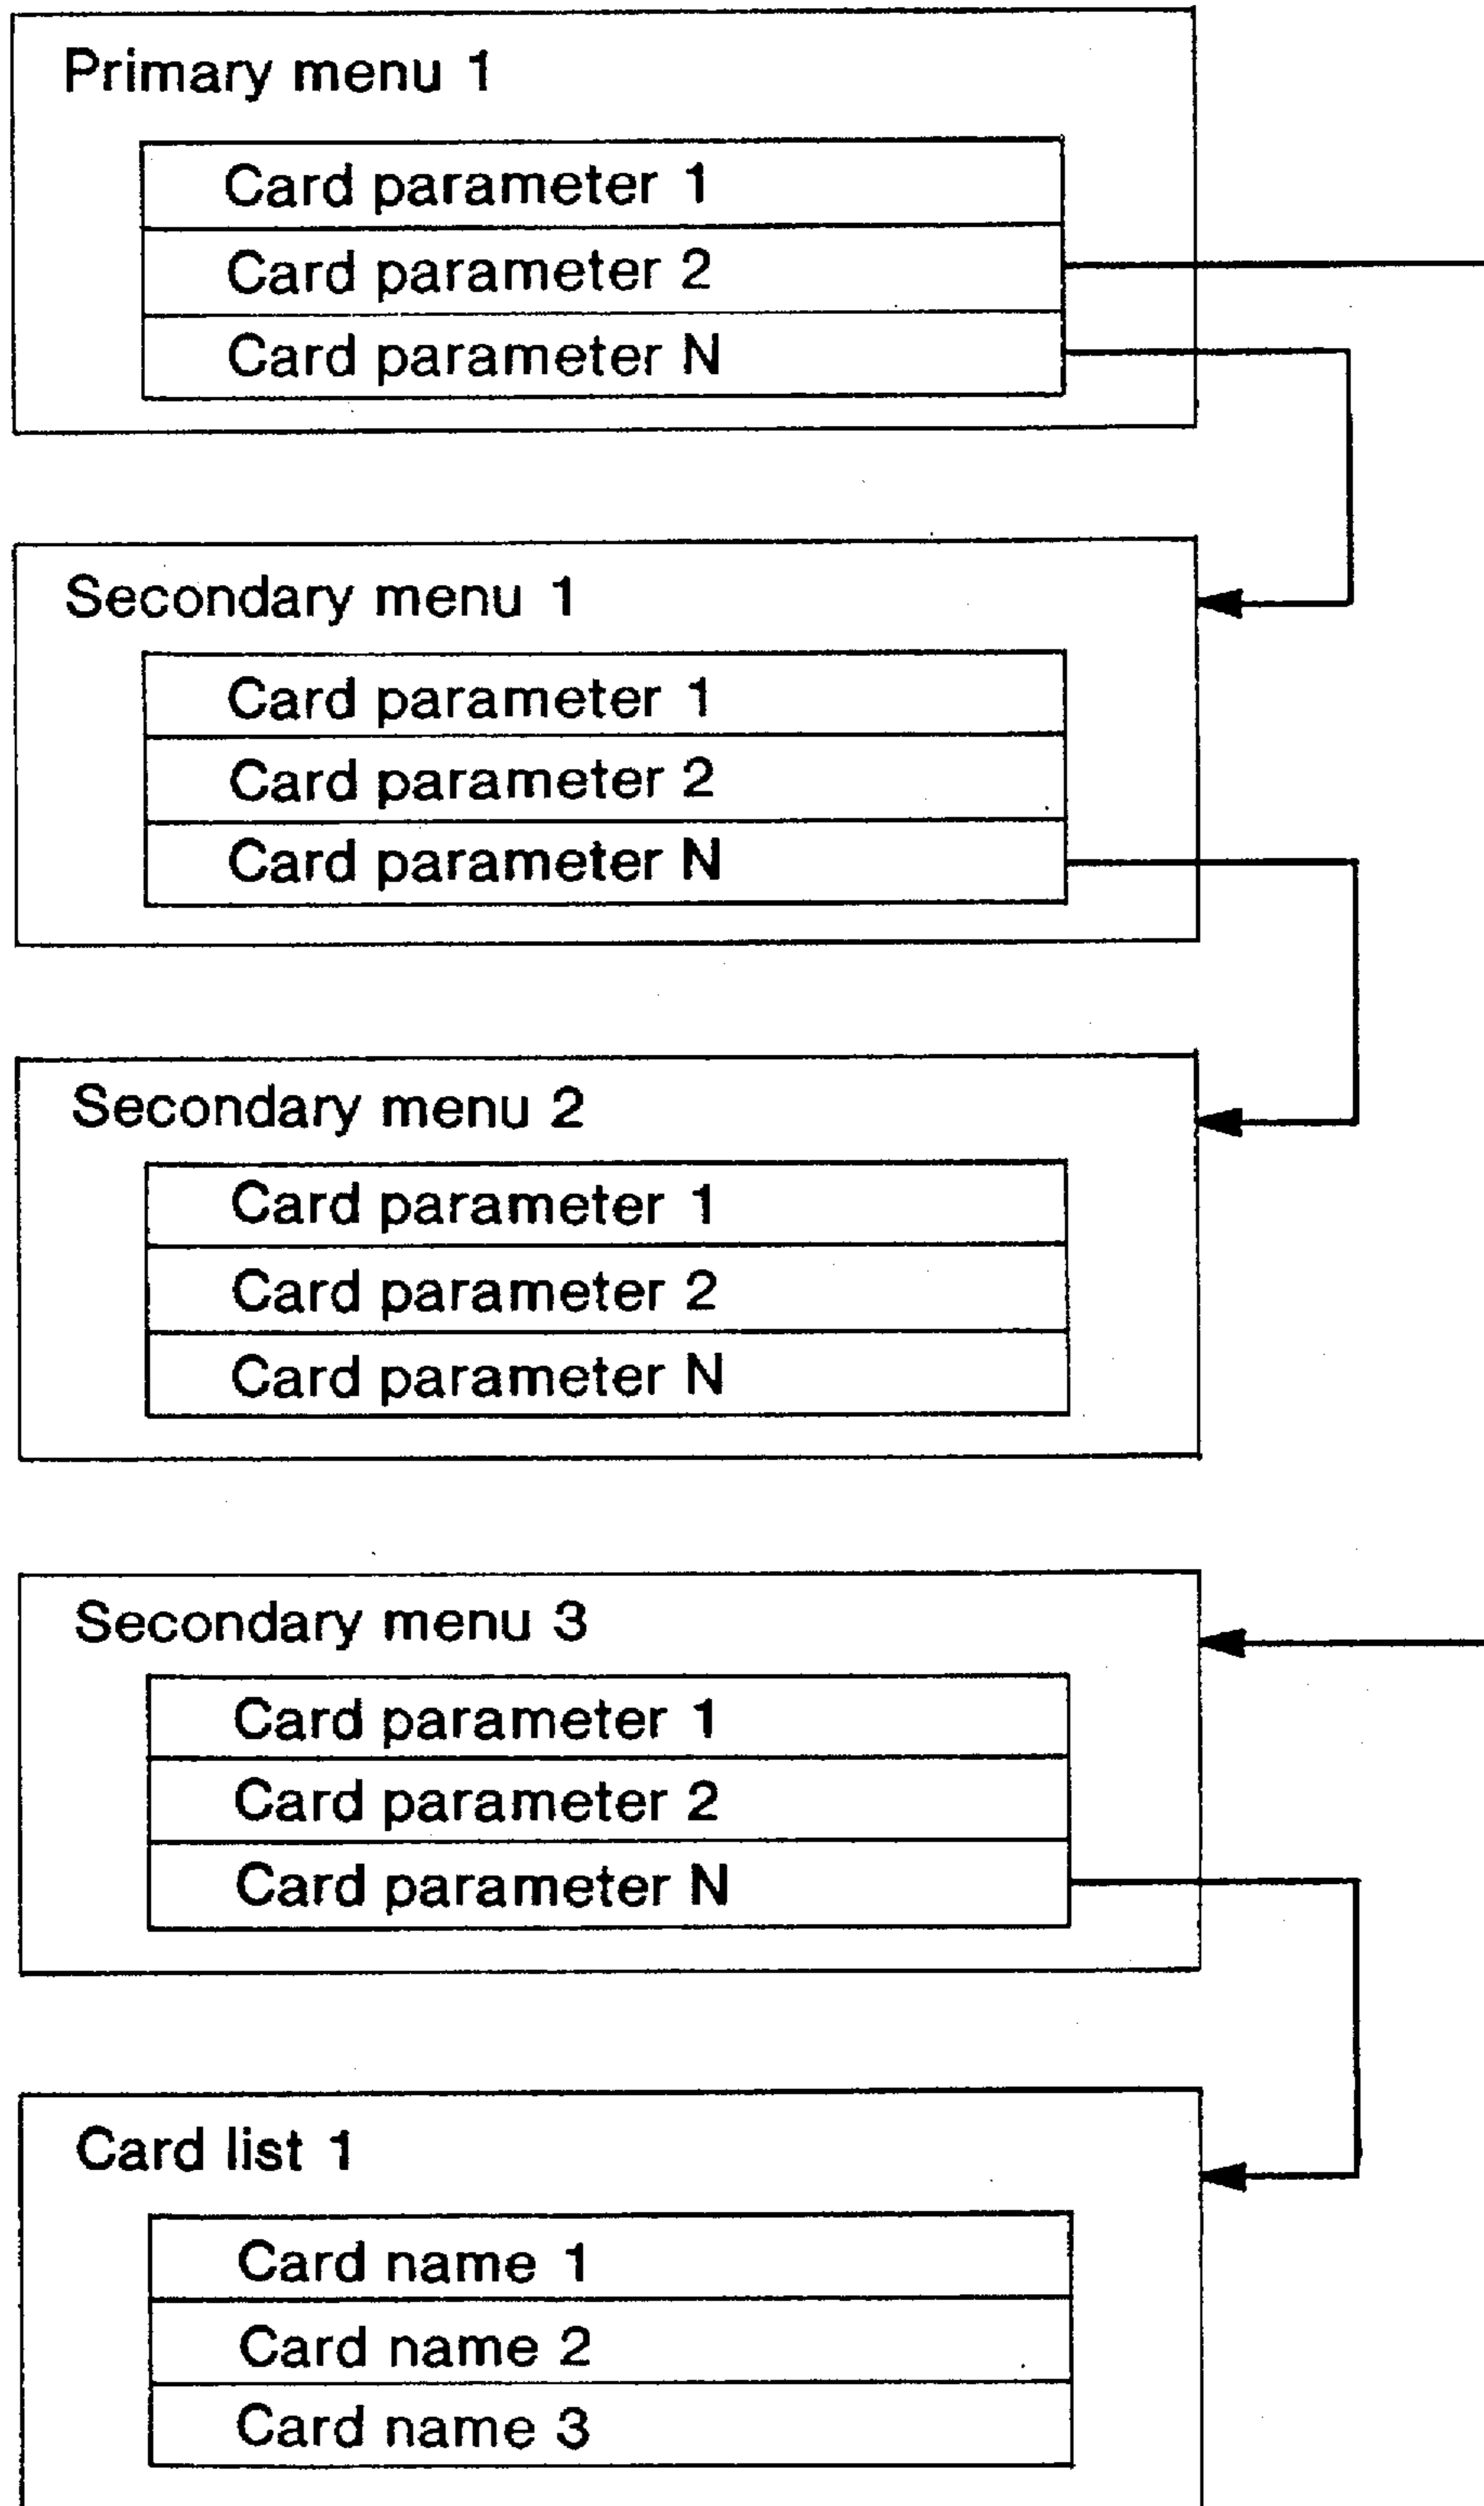 Primary menu 1
Card parameter 1
Card parameter 2
Card parameter N
Secondary menu 1
Card parameter 1
Card parameter 2
Card parameter N
Secondary menu 2
Card parameter 1
Card parameter 2
Card parameter N
Secondary menu 3
Card parameter 1
Card parameter 2
Card parameter N
Card list 1
Card name 1
Card name 2
Card name 3